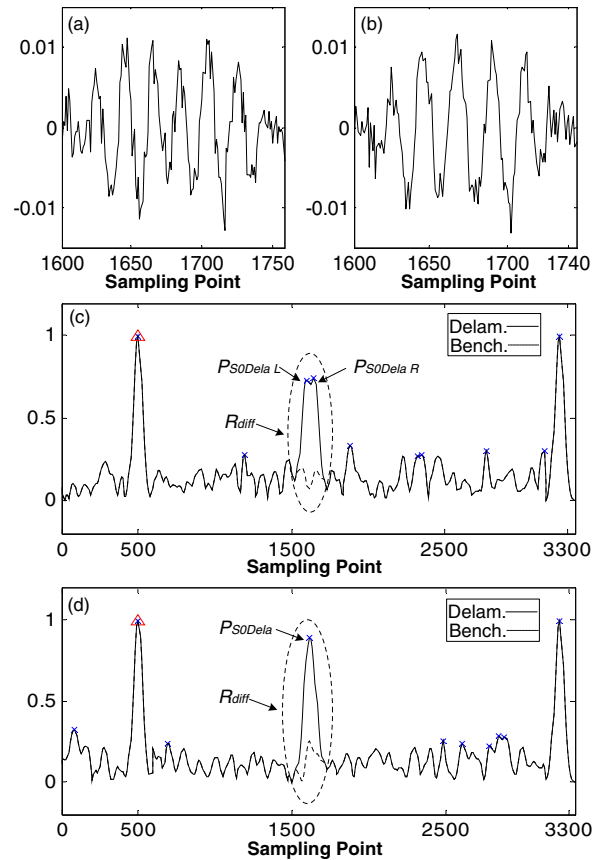 (a)
0.01
0
-0.01
1600
1650
1700
1750
Sampling Point
(b)
0.01
0
-0.01
1600
1650
1700
1740
Sampling Point
(c)
1
0.5
0
PS0Dela L
PS0Dela R
Rdiff
Delam.
Bench.
0
500
1500
2500
3300
Sampling Point
(d)
1
0.5
0
PS0Dela
Rdiff
Delam.
Bench.
0
500
1500
2500
3300
Sampling Point